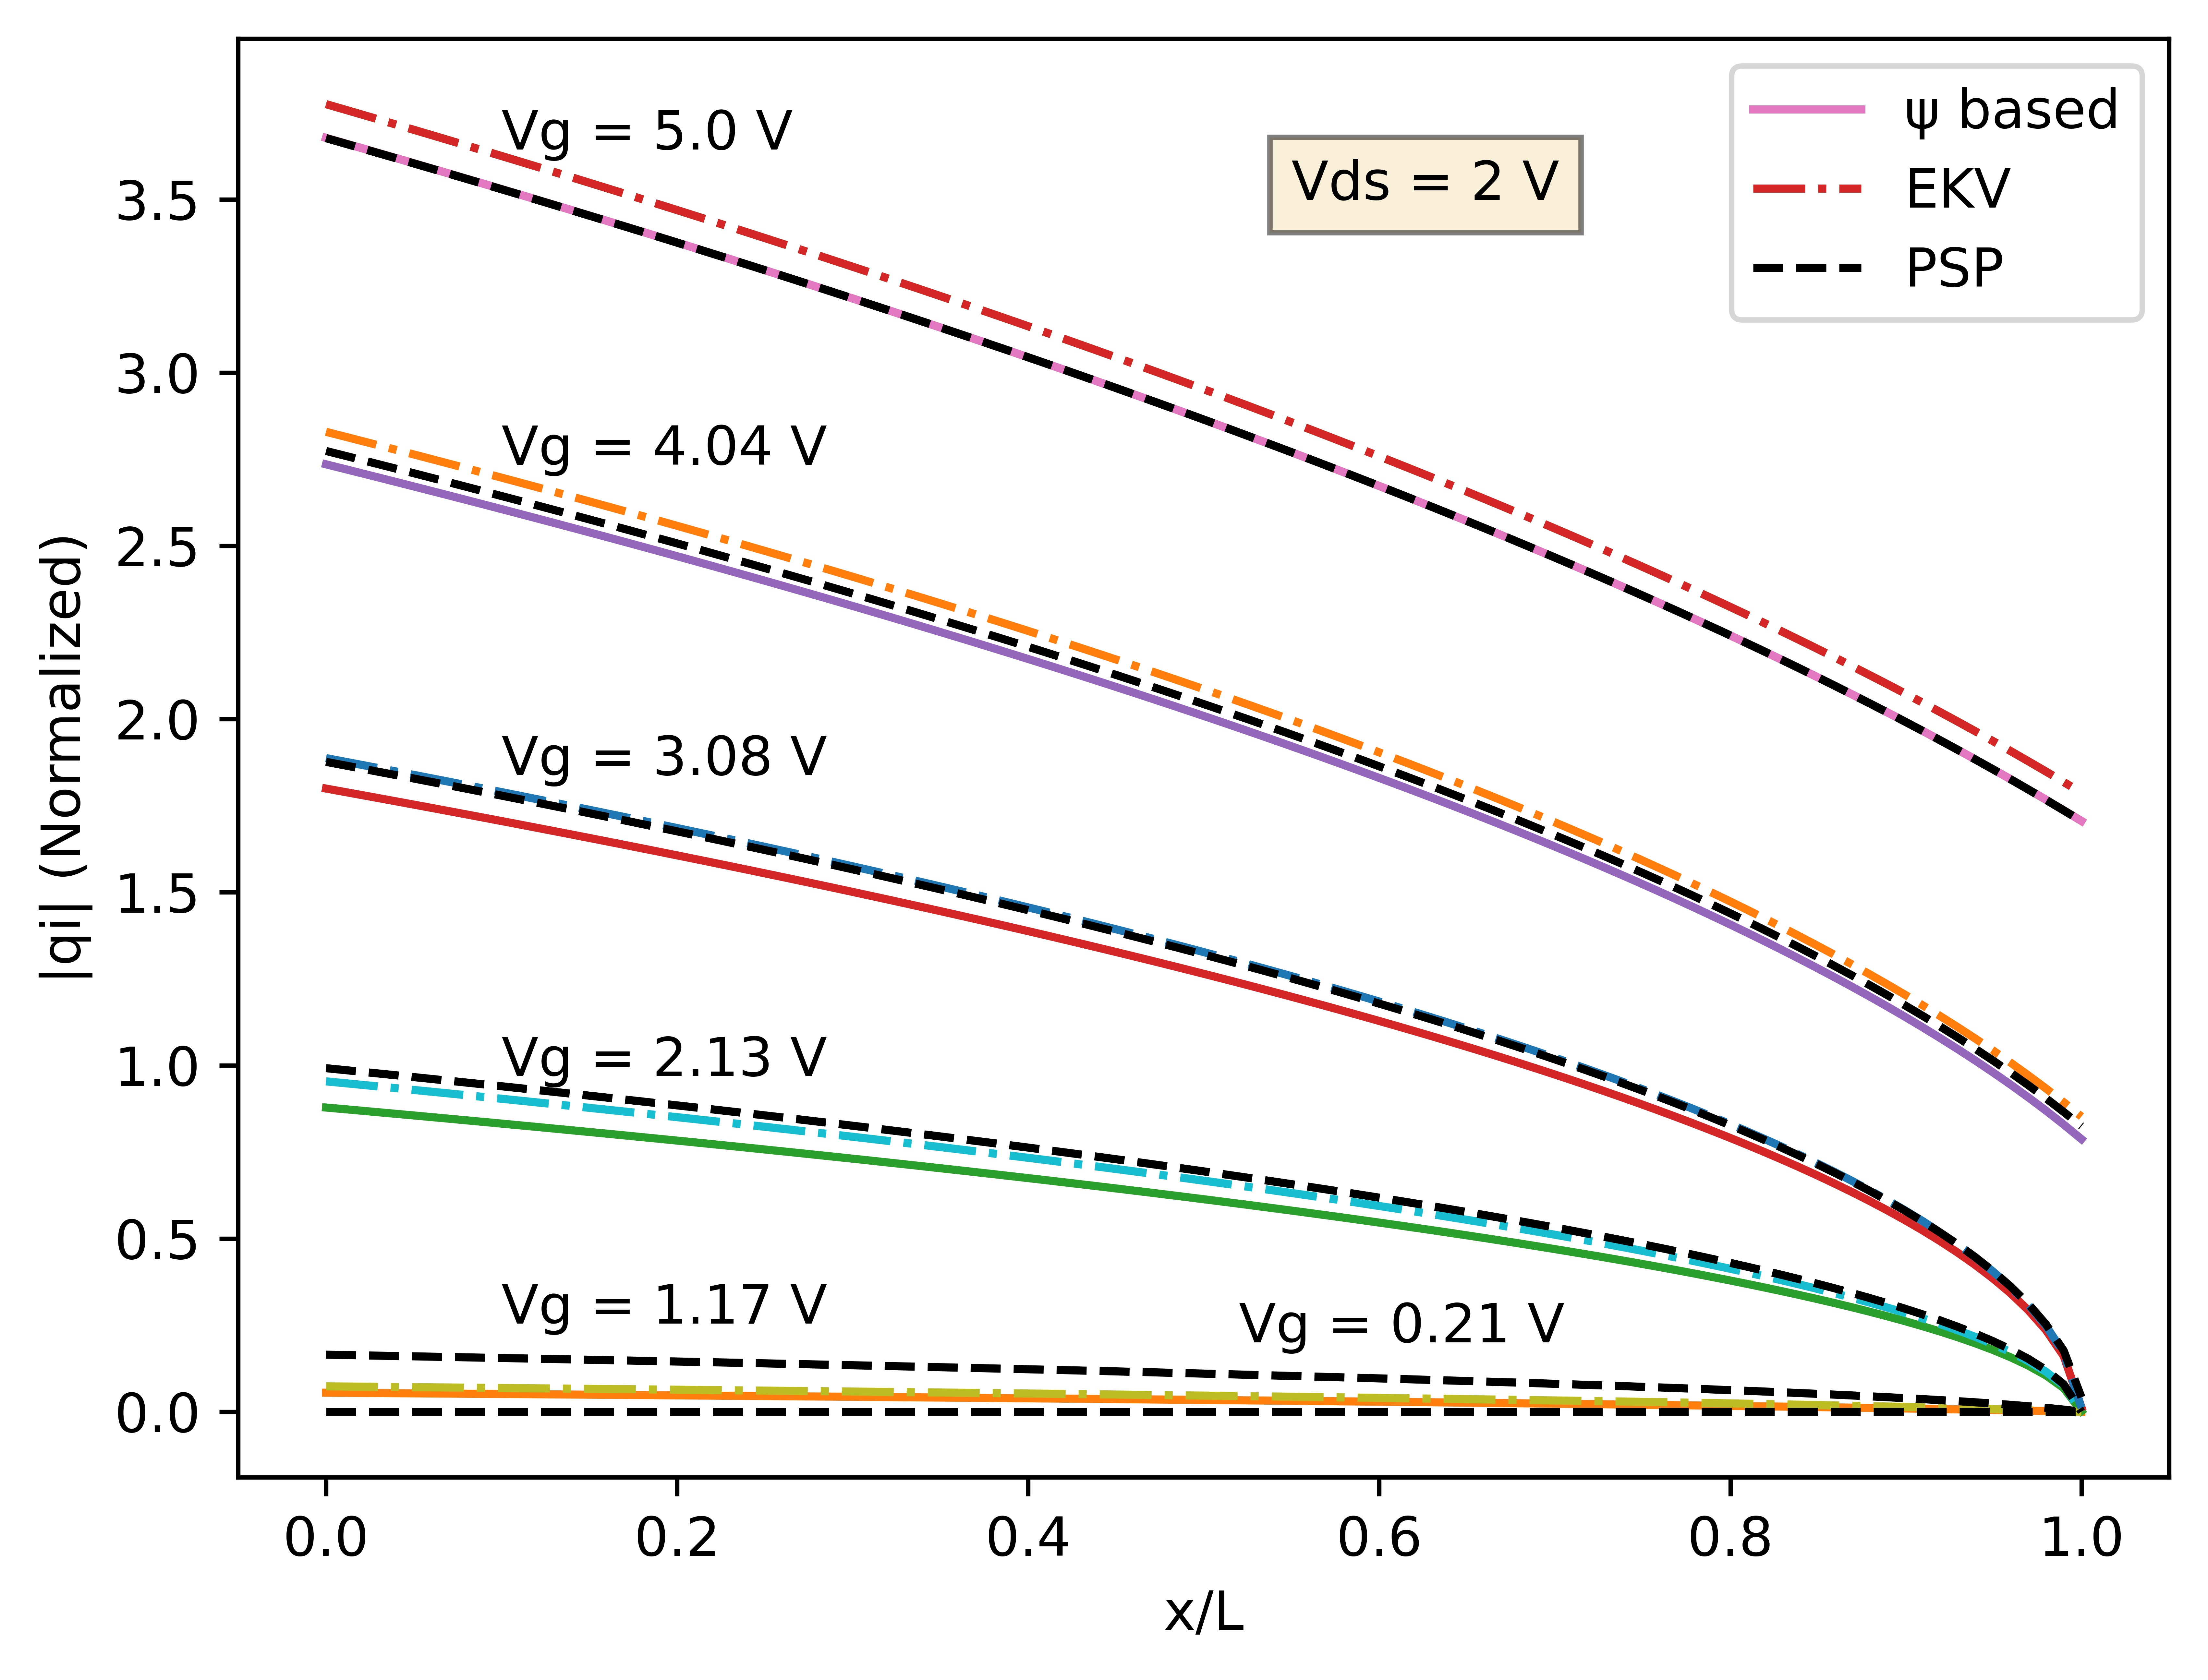 Vg = 5.0 V
Vds = 2 V
ψ based
EKV
PSP
Vg = 4.04 V
Vg = 3.08 V
Vg = 2.13 V
Vg = 1.17 V
Vg = 0.21 V
|qi| (Normalized)
3.5
3.0
2.5
2.0
1.5
1.0
0.5
0.0
0.0 0.2 0.4 0.6 0.8 1.0
x/L